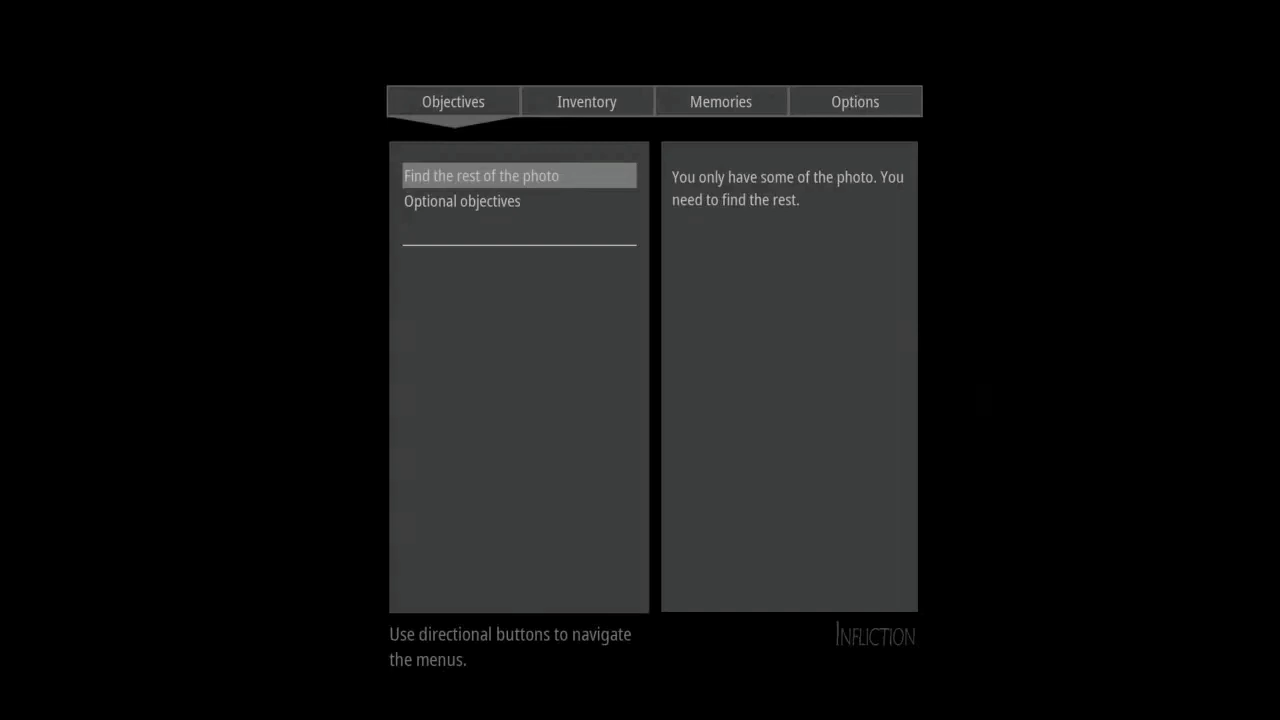 Objectives
Inventory
Memories
Options
Find the rest of the photo
Optional objectives
You only have some of the photo. You
need to find the rest.
Use directional buttons to navigate
the menus.
INFLICTION